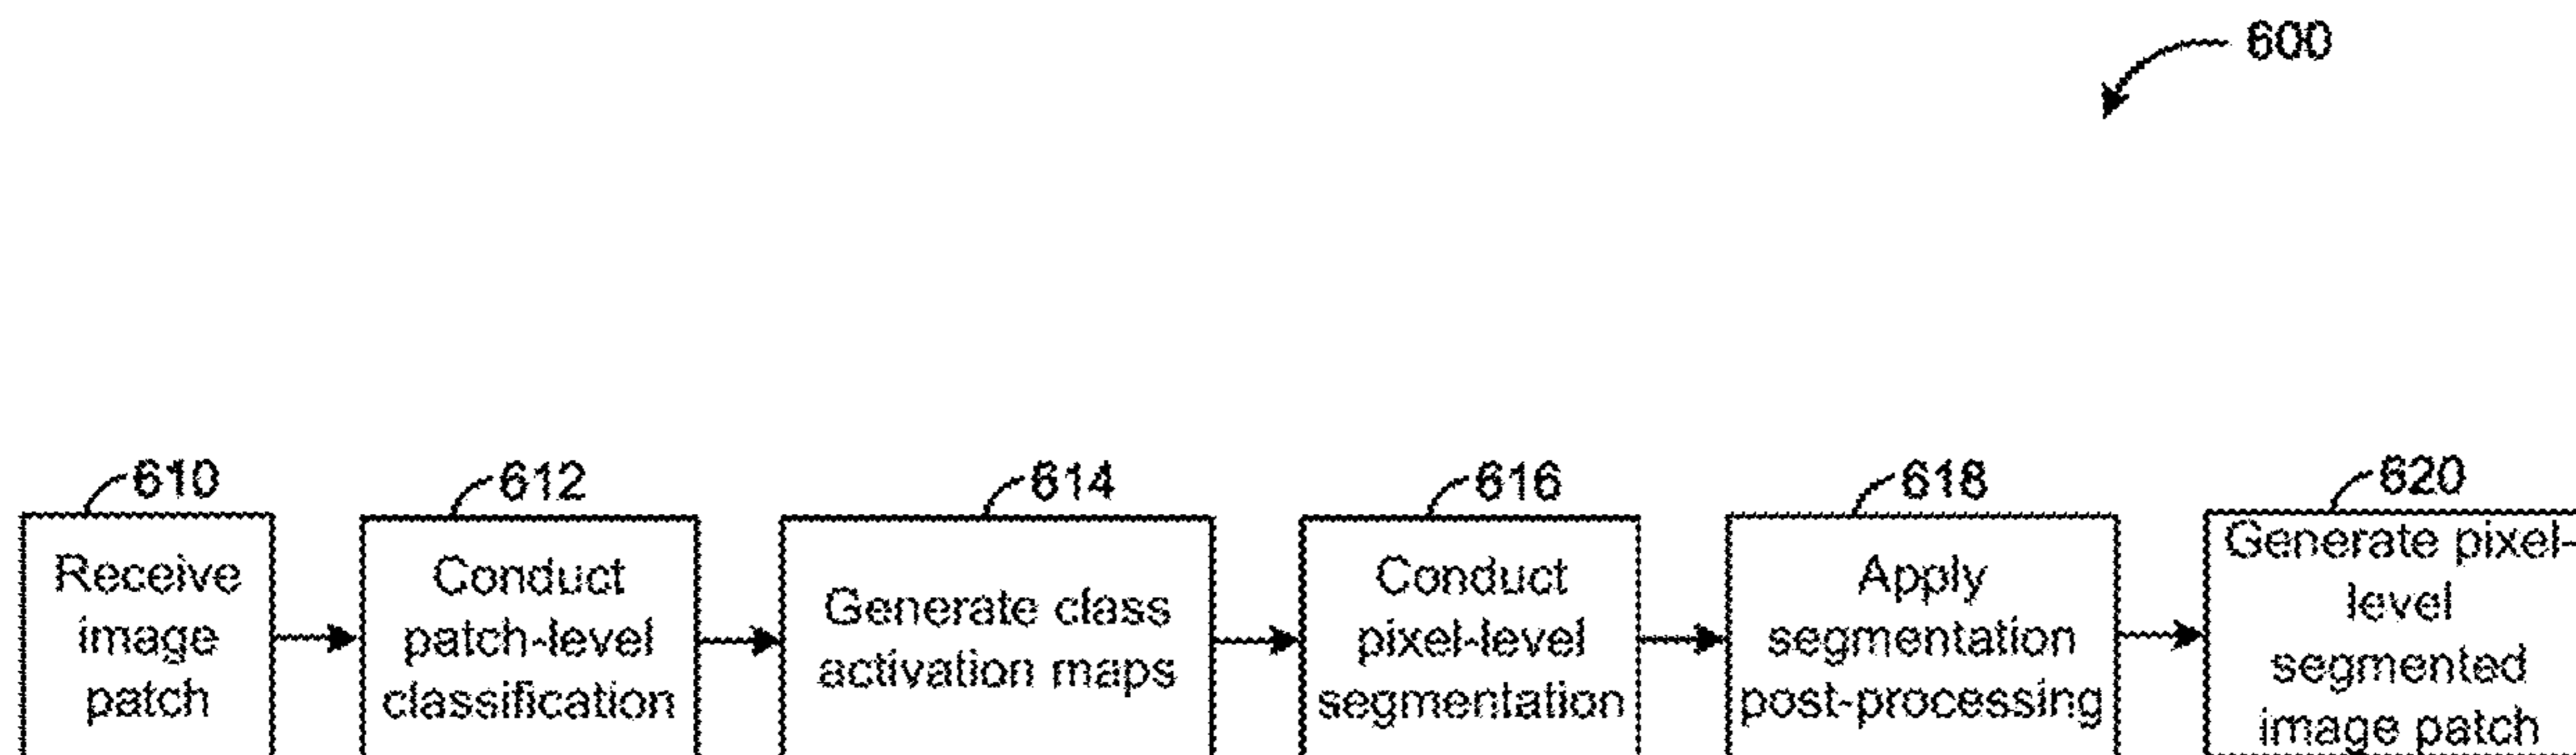 600
610
612
614
616
618
620
Receive
image
patch
Conduct
patch-level
classification
Generate class
activation maps
Conduct
pixel-level
segmentation
Apply
segmentation
post-processing
Generate pixel-
level
segmented
image patch